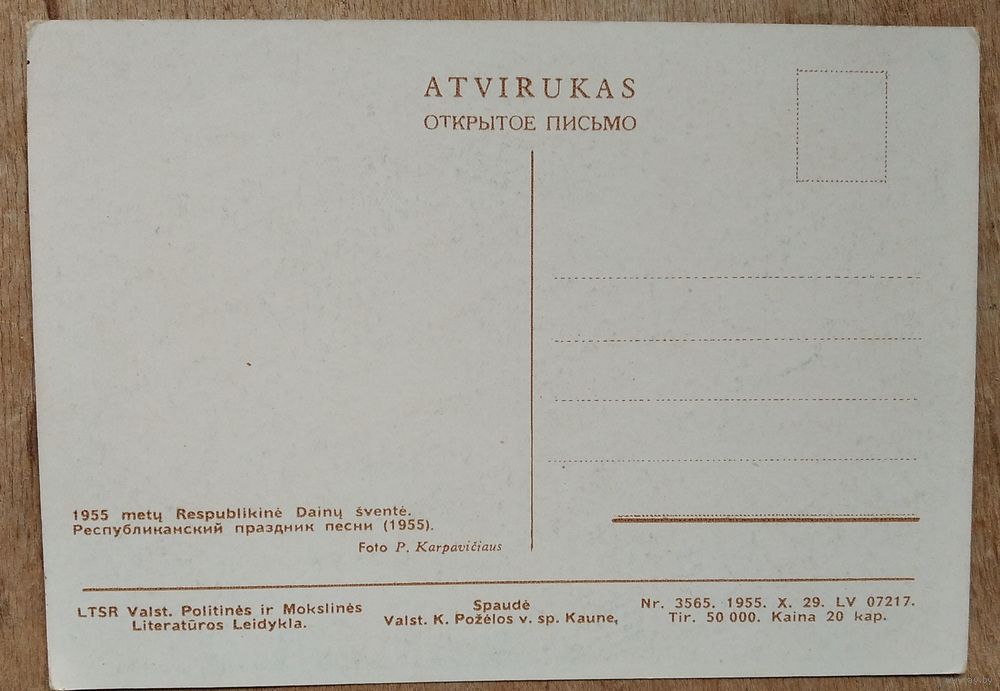 ATVIRUKAS
ОТКРЫТОЕ ПИСЬМО
1955 metų Respublikinė Dainų šventė.
Республиканский праздник песни (1955).
Foto P. Karpavičiaus
LTSR Valst. Politinės ir Mokslinės
Literatūros Leidykla.
Spaudė
Valst. K. Požėlos v. sp. Kaune.
Nr. 3565. 1955. X. 29. LV 07217.
Tir. 50 000. Kaina 20 kap.